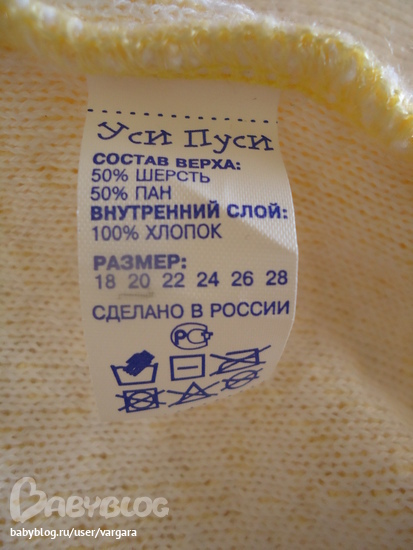 Уси Пуси
СОСТАВ ВЕРХА:
50% ШЕРСТЬ
50% ПАН
ВНУТРЕННИЙ СЛОЙ:
100% ХЛОПОК
РАЗМЕР:
18 20 22 24 26 28
СДЕЛАНО В РОССИИ
РСТ
BABYBLOG
babyblog.ru/user/vargara